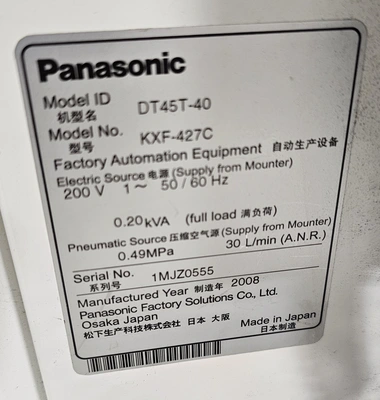 Panasonic
Model ID DT45T-40
机型名
Model No. KXF-427C
型号
Factory Automation Equipment 自动生产设备
Electric Source 电源 (Supply from Mounter)
200 V 1～ 50/60 Hz
0.20kVA (full load 满负荷)
Pneumatic Source 压缩空气源 (Supply from Mounter)
0.49MPa 30 L/min (A.N.R.)
Serial No. 1MJZ0555
系列号
Manufactured Year 制造年 2008
Panasonic Factory Solutions Co., Ltd.
Osaka Japan
松下生产科技株式会社 日本 大阪
Made in Japan
日本制造